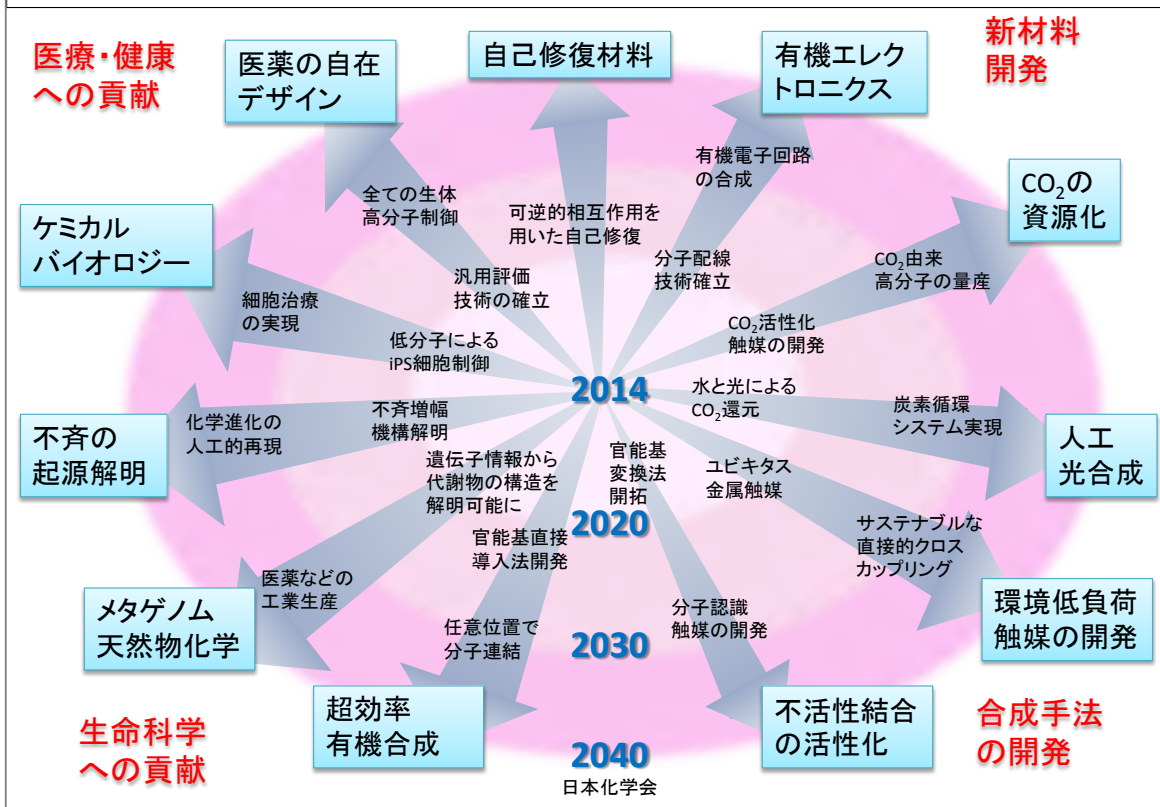 医療・健康
への貢献
医薬の自在
デザイン
自己修復材料
有機エレク
トロニクス
新材料
開発
有機電子回路
の合成
全ての生体
高分子制御
可逆的相互作用を
用いた自己修復
CO₂の
資源化
ケミカル
バイオロジー
分子配線
技術確立
CO₂由来
高分子の量産
汎用評価
技術の確立
細胞治療
の実現
低分子による
iPS細胞制御
CO₂活性化
触媒の開発
2014
水と光による
CO₂還元
炭素循環
システム実現
人工
光合成
不斉の
起源解明
化学進化の
人工的再現
不斉増幅
機構解明
遺伝子情報から
代謝物の構造を
解明可能に
官能基
変換法
開拓
ユビキタス
金属触媒
2020
官能基直接
導入法開発
サステナブルな
直接的クロス
カップリング
医薬などの
工業生産
メタゲノム
天然物化学
任意位置で
分子連結
2030
分子認識
触媒の開発
環境低負荷
触媒の開発
超効率
有機合成
不活性結合
の活性化
生命科学
への貢献
合成手法
の開発
2040
日本化学会